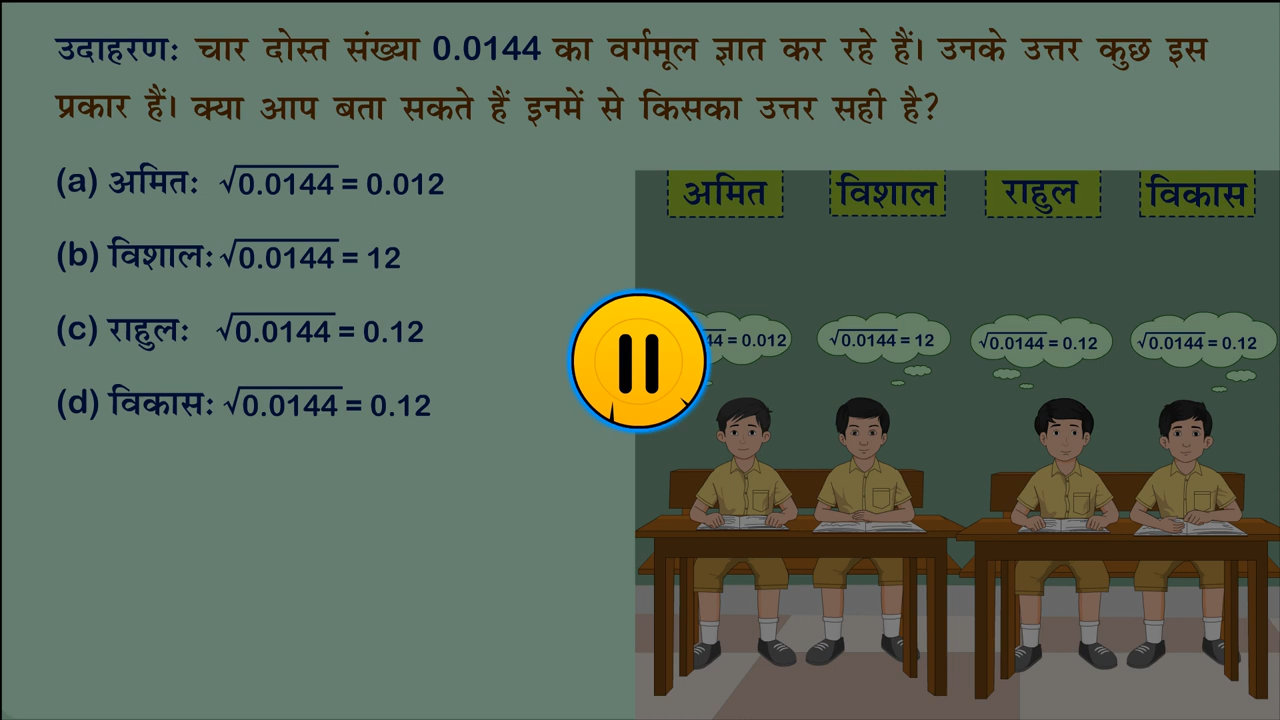 उदाहरण: चार दोस्त संख्या 0.0144 का वर्गमूल ज्ञात कर रहे हैं। उनके उत्तर कुछ इस
प्रकार हैं। क्या आप बता सकते हैं इनमें से किसका उत्तर सही है?
(a) अमित: √0.0144 = 0.012
(b) विशाल: √0.0144 = 12
(c) राहुल: √0.0144 = 0.12
(d) विकास: √0.0144 = 0.12
अमित विशाल राहुल विकास
44 = 0.012 √0.0144 = 12 √0.0144 = 0.12 √0.0144 = 0.12